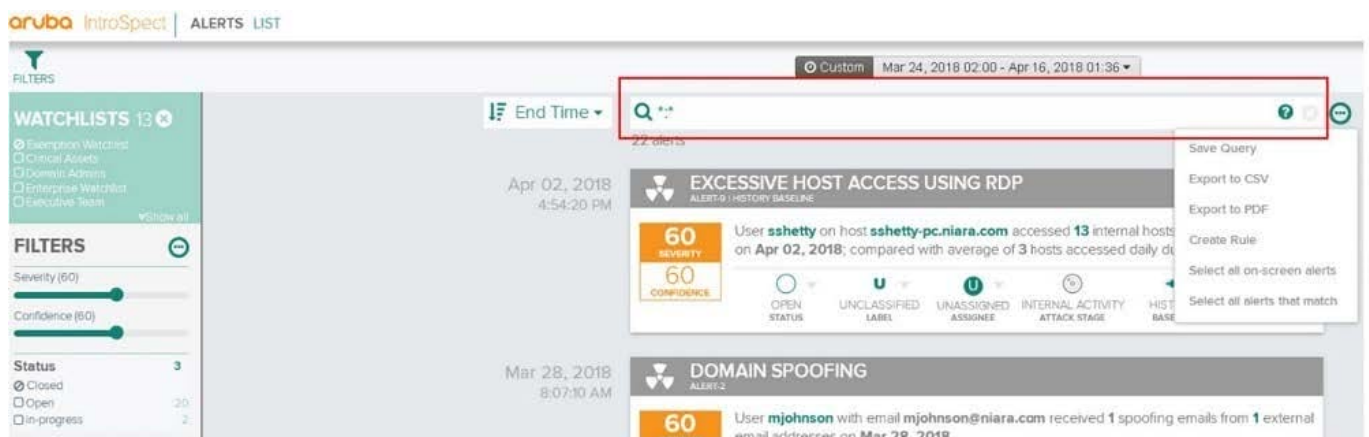 aruba IntroSpect ALERTS LIST
FILTERS
Custom Mar 24, 2018 02:00 - Apr 16, 2018 01:36
WATCHLISTS 13
Exemption Watchlist
Critical Assets
Domain Admins
Enterprise Watchlist
Executive Team
Show all
FILTERS
Severity (60)
Confidence (60)
Status 3
Closed
Open 20
In-progress 2
End Time
*:*
22 alerts
Save Query
Export to CSV
Export to PDF
Create Rule
Select all on-screen alerts
Select all alerts that match
Apr 02, 2018
4:54:20 PM
EXCESSIVE HOST ACCESS USING RDP
ALERT-9 | HISTORY BASELINE
60
SEVERITY
60
CONFIDENCE
User sshetty on host sshetty-pc.niara.com accessed 13 internal hosts
on Apr 02, 2018; compared with average of 3 hosts accessed daily
OPEN
STATUS
UNCLASSIFIED
LABEL
UNASSIGNED
ASSIGNEE
INTERNAL ACTIVITY
ATTACK STAGE
Mar 28, 2018
8:07:10 AM
DOMAIN SPOOFING
ALERT-2
60
User mjohnson with email mjohnson@niara.com received 1 spoofing emails from 1 external
email addresses on Mar 28, 2018